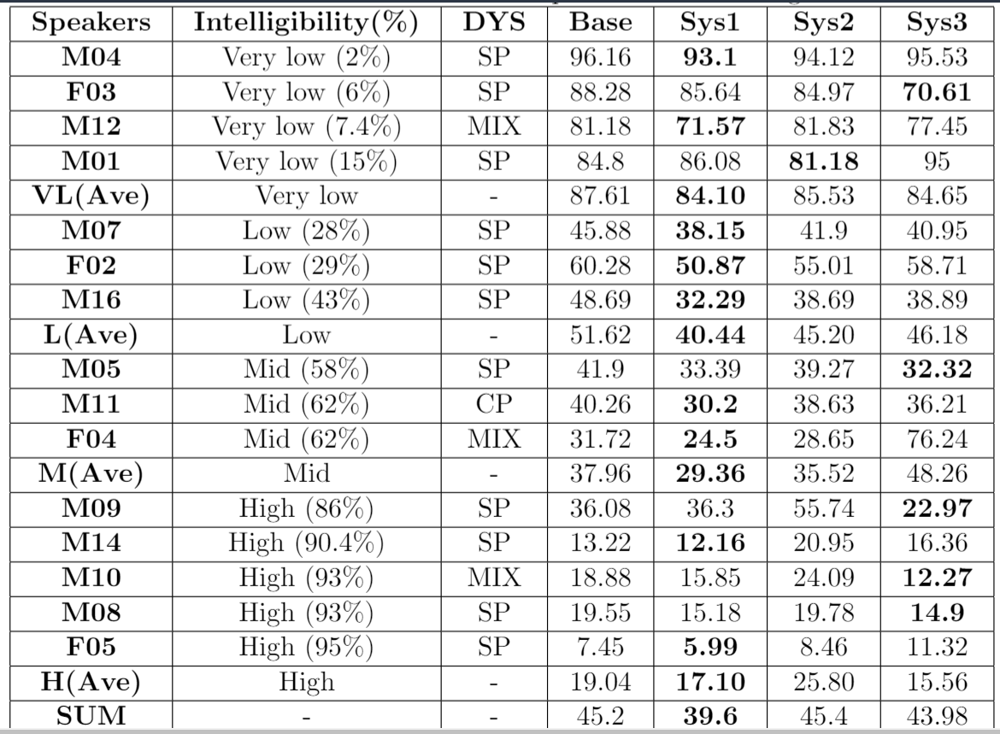 Speakers Intelligibility(%) DYS Base Sys1 Sys2 Sys3
M04 Very low (2%) SP 96.16 93.1 94.12 95.53
F03 Very low (6%) SP 88.28 85.64 84.97 70.61
M12 Very low (7.4%) MIX 81.18 71.57 81.83 77.45
M01 Very low (15%) SP 84.8 86.08 81.18 95
VL(Ave) Very low - 87.61 84.10 85.53 84.65
M07 Low (28%) SP 45.88 38.15 41.9 40.95
F02 Low (29%) SP 60.28 50.87 55.01 58.71
M16 Low (43%) SP 48.69 32.29 38.69 38.89
L(Ave) Low - 51.62 40.44 45.20 46.18
M05 Mid (58%) SP 41.9 33.39 39.27 32.32
M11 Mid (62%) CP 40.26 30.2 38.63 36.21
F04 Mid (62%) MIX 31.72 24.5 28.65 76.24
M(Ave) Mid - 37.96 29.36 35.52 48.26
M09 High (86%) SP 36.08 36.3 55.74 22.97
M14 High (90.4%) SP 13.22 12.16 20.95 16.36
M10 High (93%) MIX 18.88 15.85 24.09 12.27
M08 High (93%) SP 19.55 15.18 19.78 14.9
F05 High (95%) SP 7.45 5.99 8.46 11.32
H(Ave) High - 19.04 17.10 25.80 15.56
SUM - - 45.2 39.6 45.4 43.98